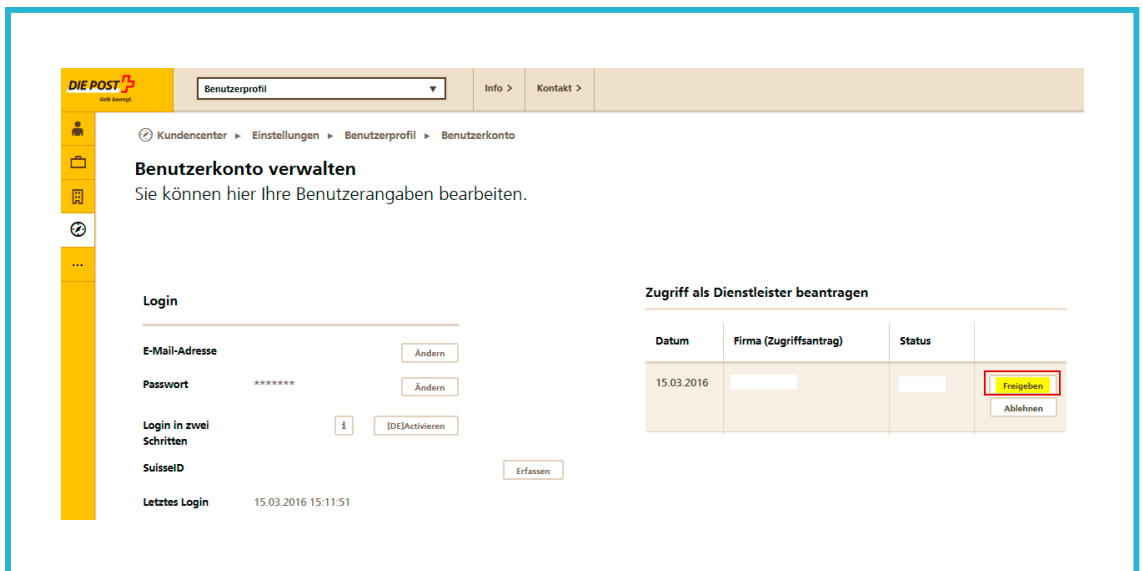 DIE POST
Gelb bewegt.
Benutzerprofil
Info >
Kontakt >
Kundencenter ► Einstellungen ► Benutzerprofil ► Benutzerkonto
Benutzerkonto verwalten
Sie können hier Ihre Benutzerangaben bearbeiten.
Login
E-Mail-Adresse
Ändern
Passwort
*******
Ändern
Login in zwei
Schritten
i
[DE]Activieren
SuisseID
Erfassen
Letztes Login
15.03.2016 15:11:51
Zugriff als Dienstleister beantragen
Datum
Firma (Zugriffsantrag)
Status
15.03.2016
Freigeben
Ablehnen